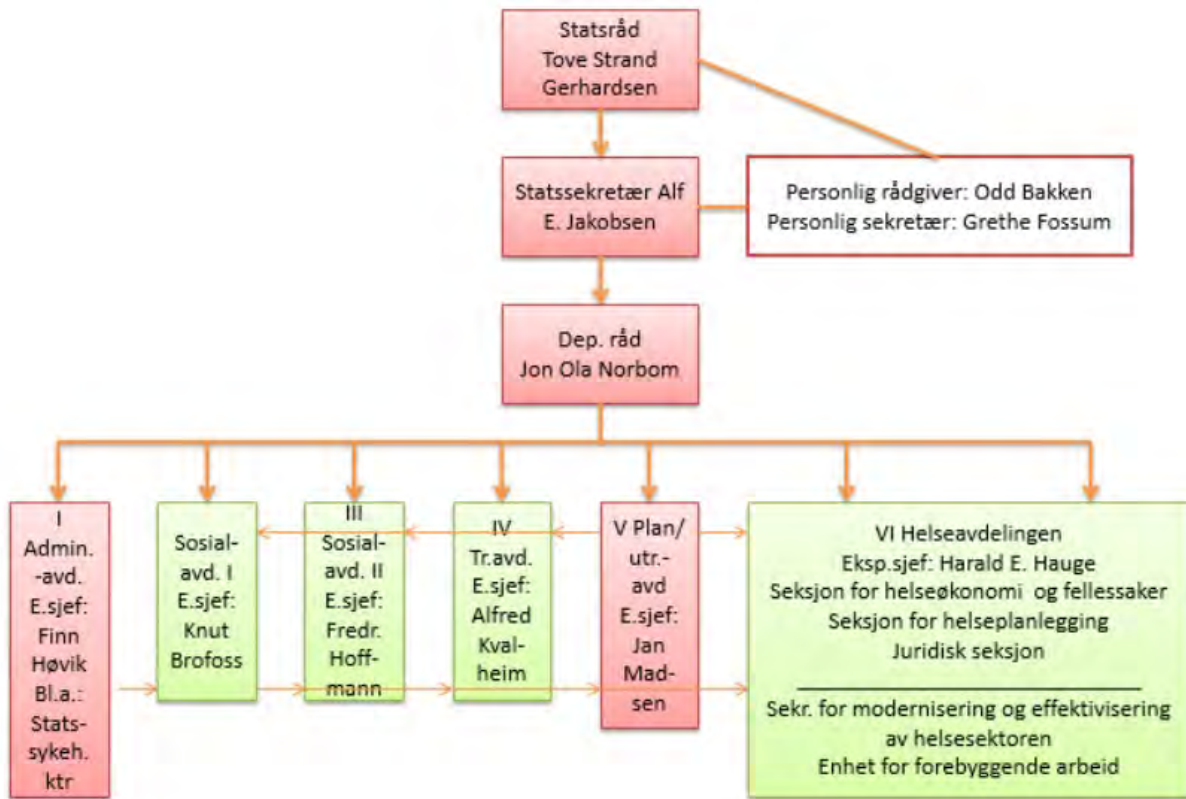 Statsråd
Tove Strand
Gerhardsen
Statssekretær Alf
E. Jakobsen
Personlig rådgiver: Odd Bakken
Personlig sekretær: Grethe Fossum
Dep. råd
Jon Ola Norbom
I
Admin.
-avd.
E.sjef:
Finn
Høvik
Bl.a.:
Stats-
sykeh.
ktr
Sosial-
avd. I
E.sjef:
Knut
Brofoss
III
Sosial-
avd. II
E.sjef:
Fredr.
Hoff-
mann
IV
Tr.avd.
E.sjef:
Alfred
Kval-
heim
V Plan/
utr.-
avd
E.sjef:
Jan
Mad-
sen
VI Helseavdelingen
Eksp.sjef: Harald E. Hauge
Seksjon for helseøkonomi og fellessaker
Seksjon for helseplanlegging
Juridisk seksjon
Sekr. for modernisering og effektivisering
av helsesektoren
Enhet for forebyggende arbeid